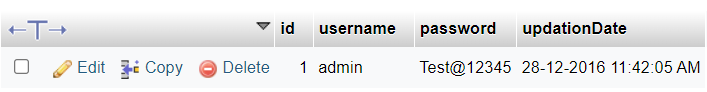 id username password updationDate
Edit Copy Delete 1 admin Test@12345 28-12-2016 11:42:05 AM